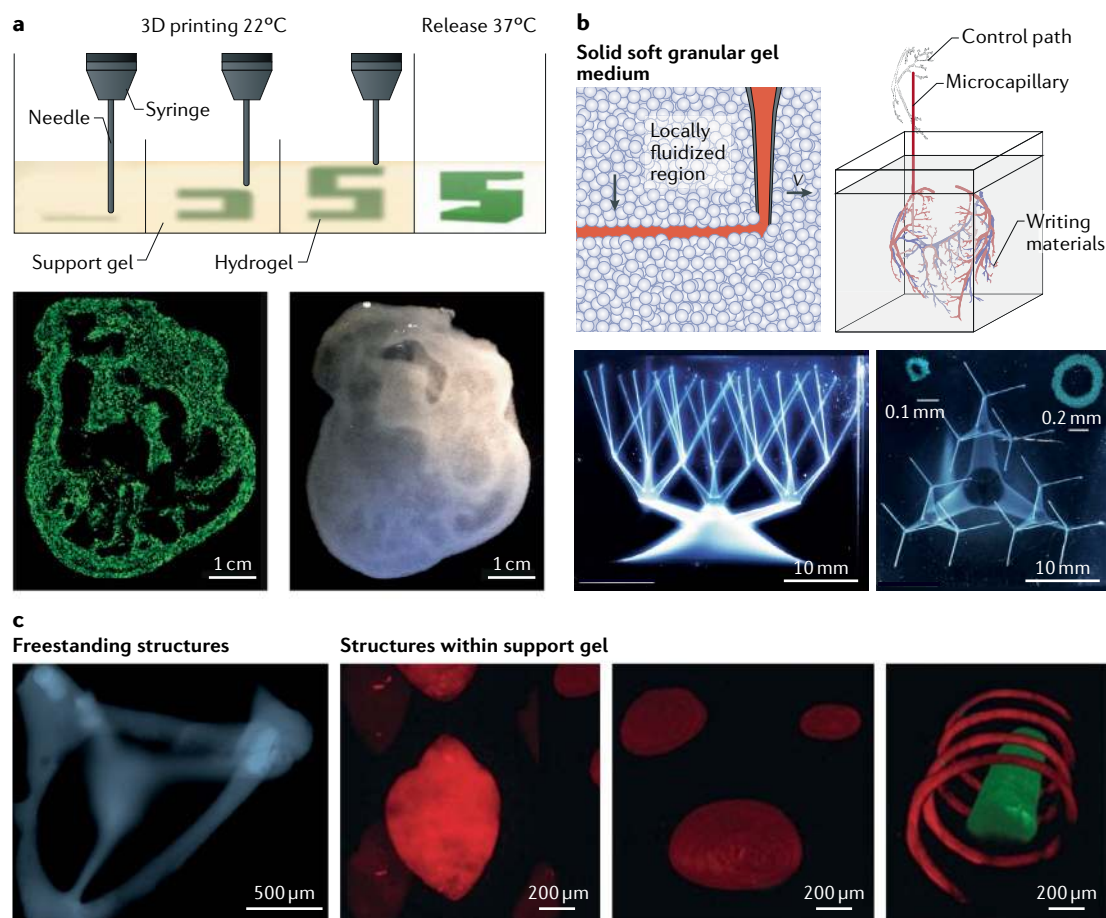 a
3D printing 22ºC
Release 37ºC
Needle
Syringe
Support gel
Hydrogel
1 cm
1 cm
b
Solid soft granular gel
medium
Locally
fluidized
region
v
Control path
Microcapillary
Writing
materials
10 mm
0.1 mm
0.2 mm
10 mm
c
Freestanding structures
Structures within support gel
500 µm
200 µm
200 µm
200 µm